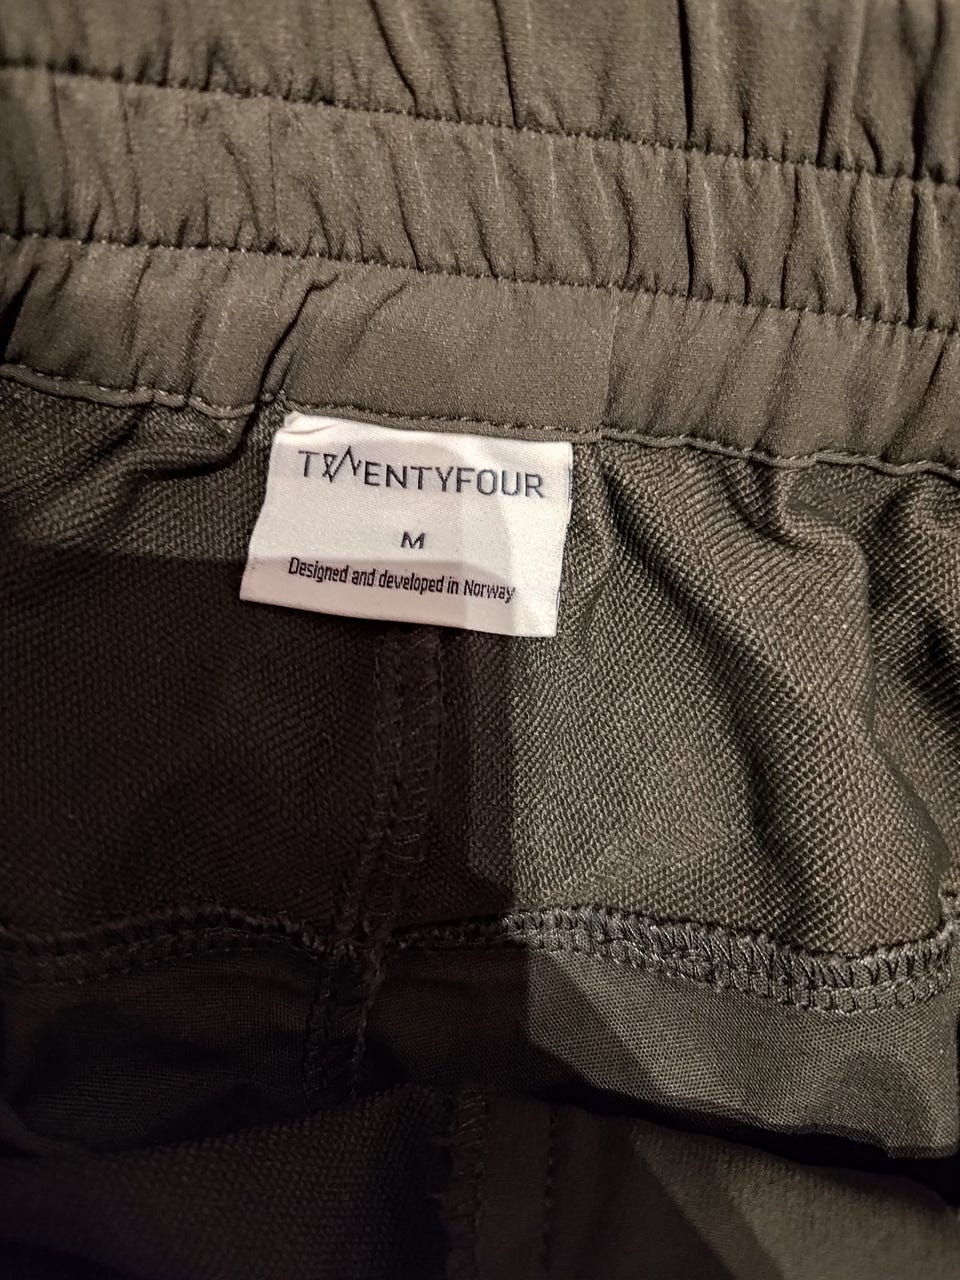 TWENTYFOUR
M
Designed and developed in Norway